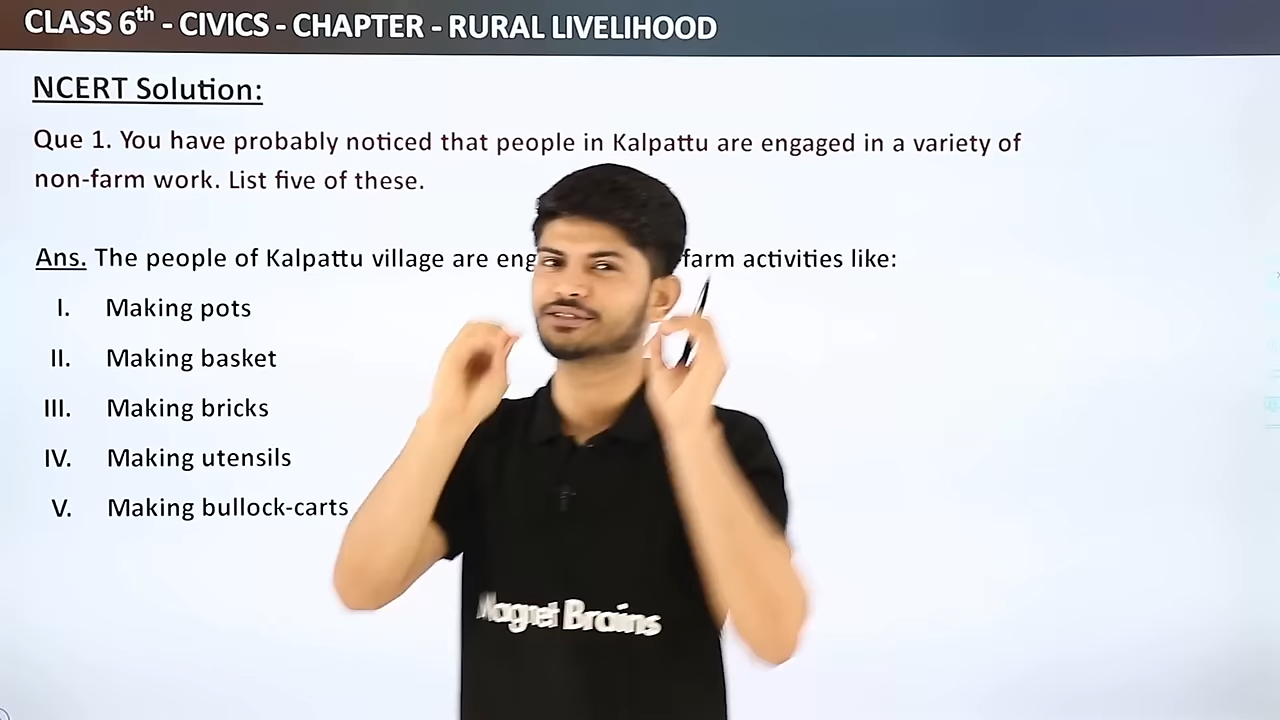 CLASS 6th - CIVICS - CHAPTER - RURAL LIVELIHOOD
NCERT Solution:
Que 1. You have probably noticed that people in Kalpattu are engaged in a variety of
non-farm work. List five of these.
Ans. The people of Kalpattu village are eng farm activities like:
I. Making pots
II. Making basket
III. Making bricks
IV. Making utensils
V. Making bullock-carts
Magnet Brains